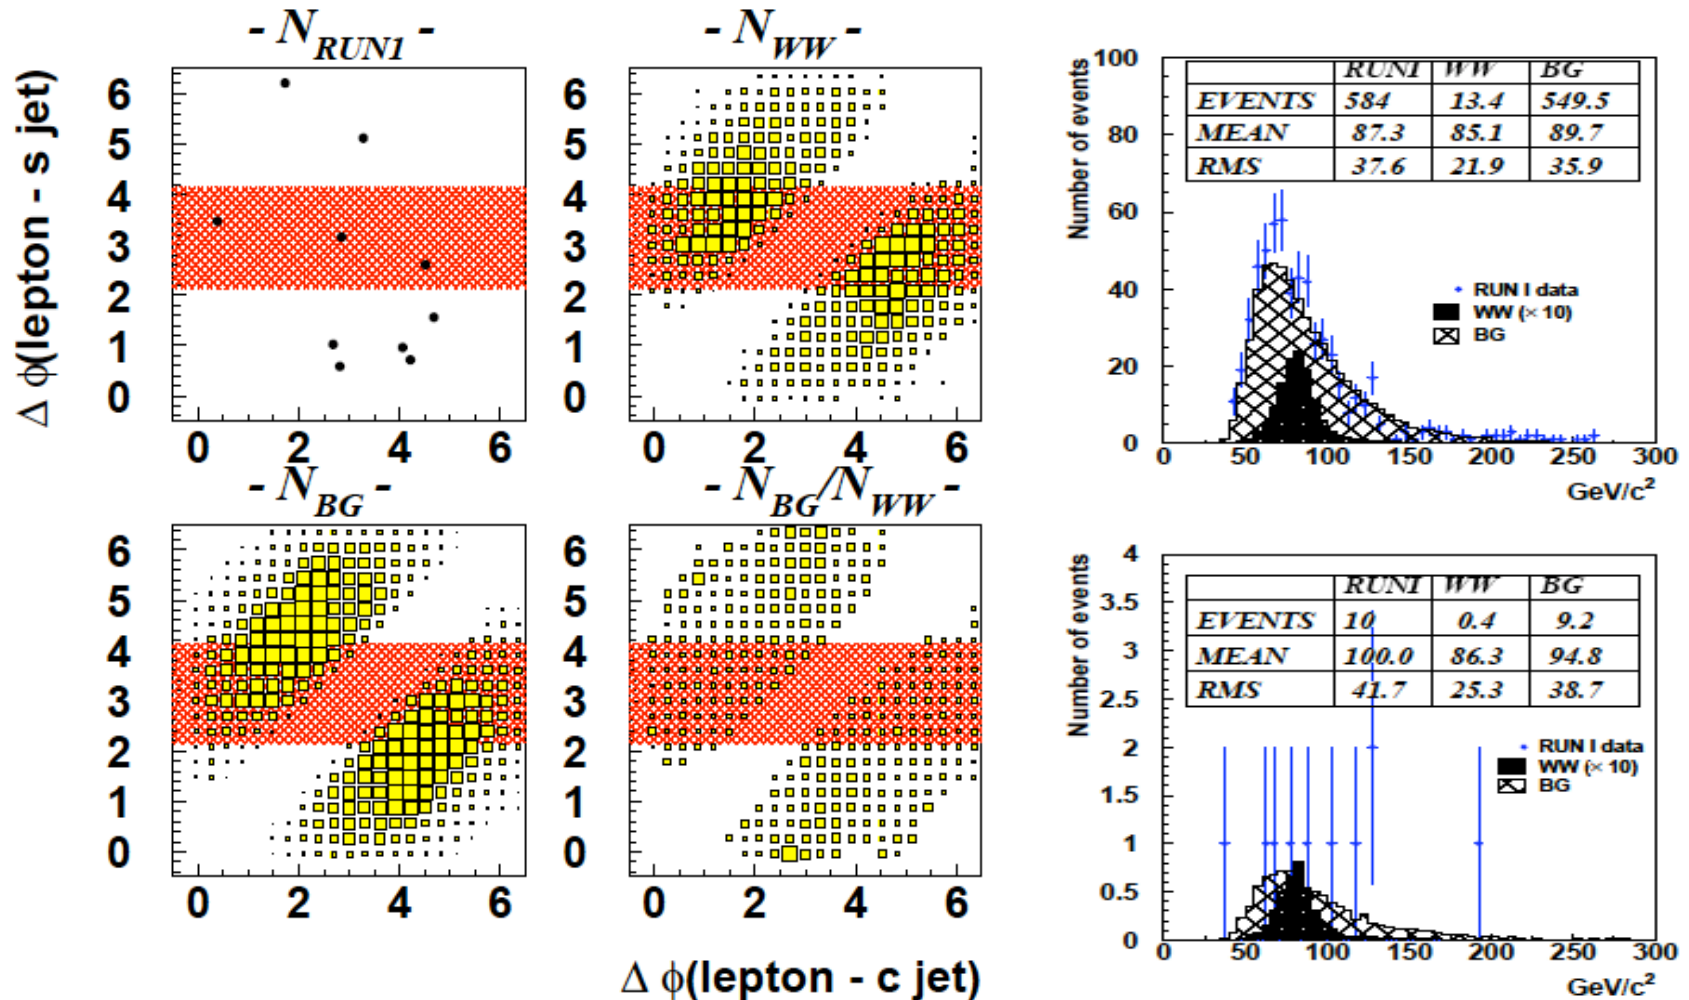 - N_RUN1 -
Δ ϕ(lepton - s jet)
6
5
4
3
2
1
0
0 2 4 6
- N_WW -
6
5
4
3
2
1
0
0 2 4 6
- N_BG -
6
5
4
3
2
1
0
0 2 4 6
- N_BG/N_WW -
6
5
4
3
2
1
0
0 2 4 6
Δ ϕ(lepton - c jet)
Number of events
100
80
60
40
20
0
RUNI WW BG
EVENTS 584 13.4 549.5
MEAN 87.3 85.1 89.7
RMS 37.6 21.9 35.9
RUN I data
WW (× 10)
BG
0 50 100 150 200 250 300
GeV/c²
Number of events
4
3.5
3
2.5
2
1.5
1
0.5
0
RUNI WW BG
EVENTS 10 0.4 9.2
MEAN 100.0 86.3 94.8
RMS 41.7 25.3 38.7
RUN I data
WW (× 10)
BG
0 50 100 150 200 250 300
GeV/c²